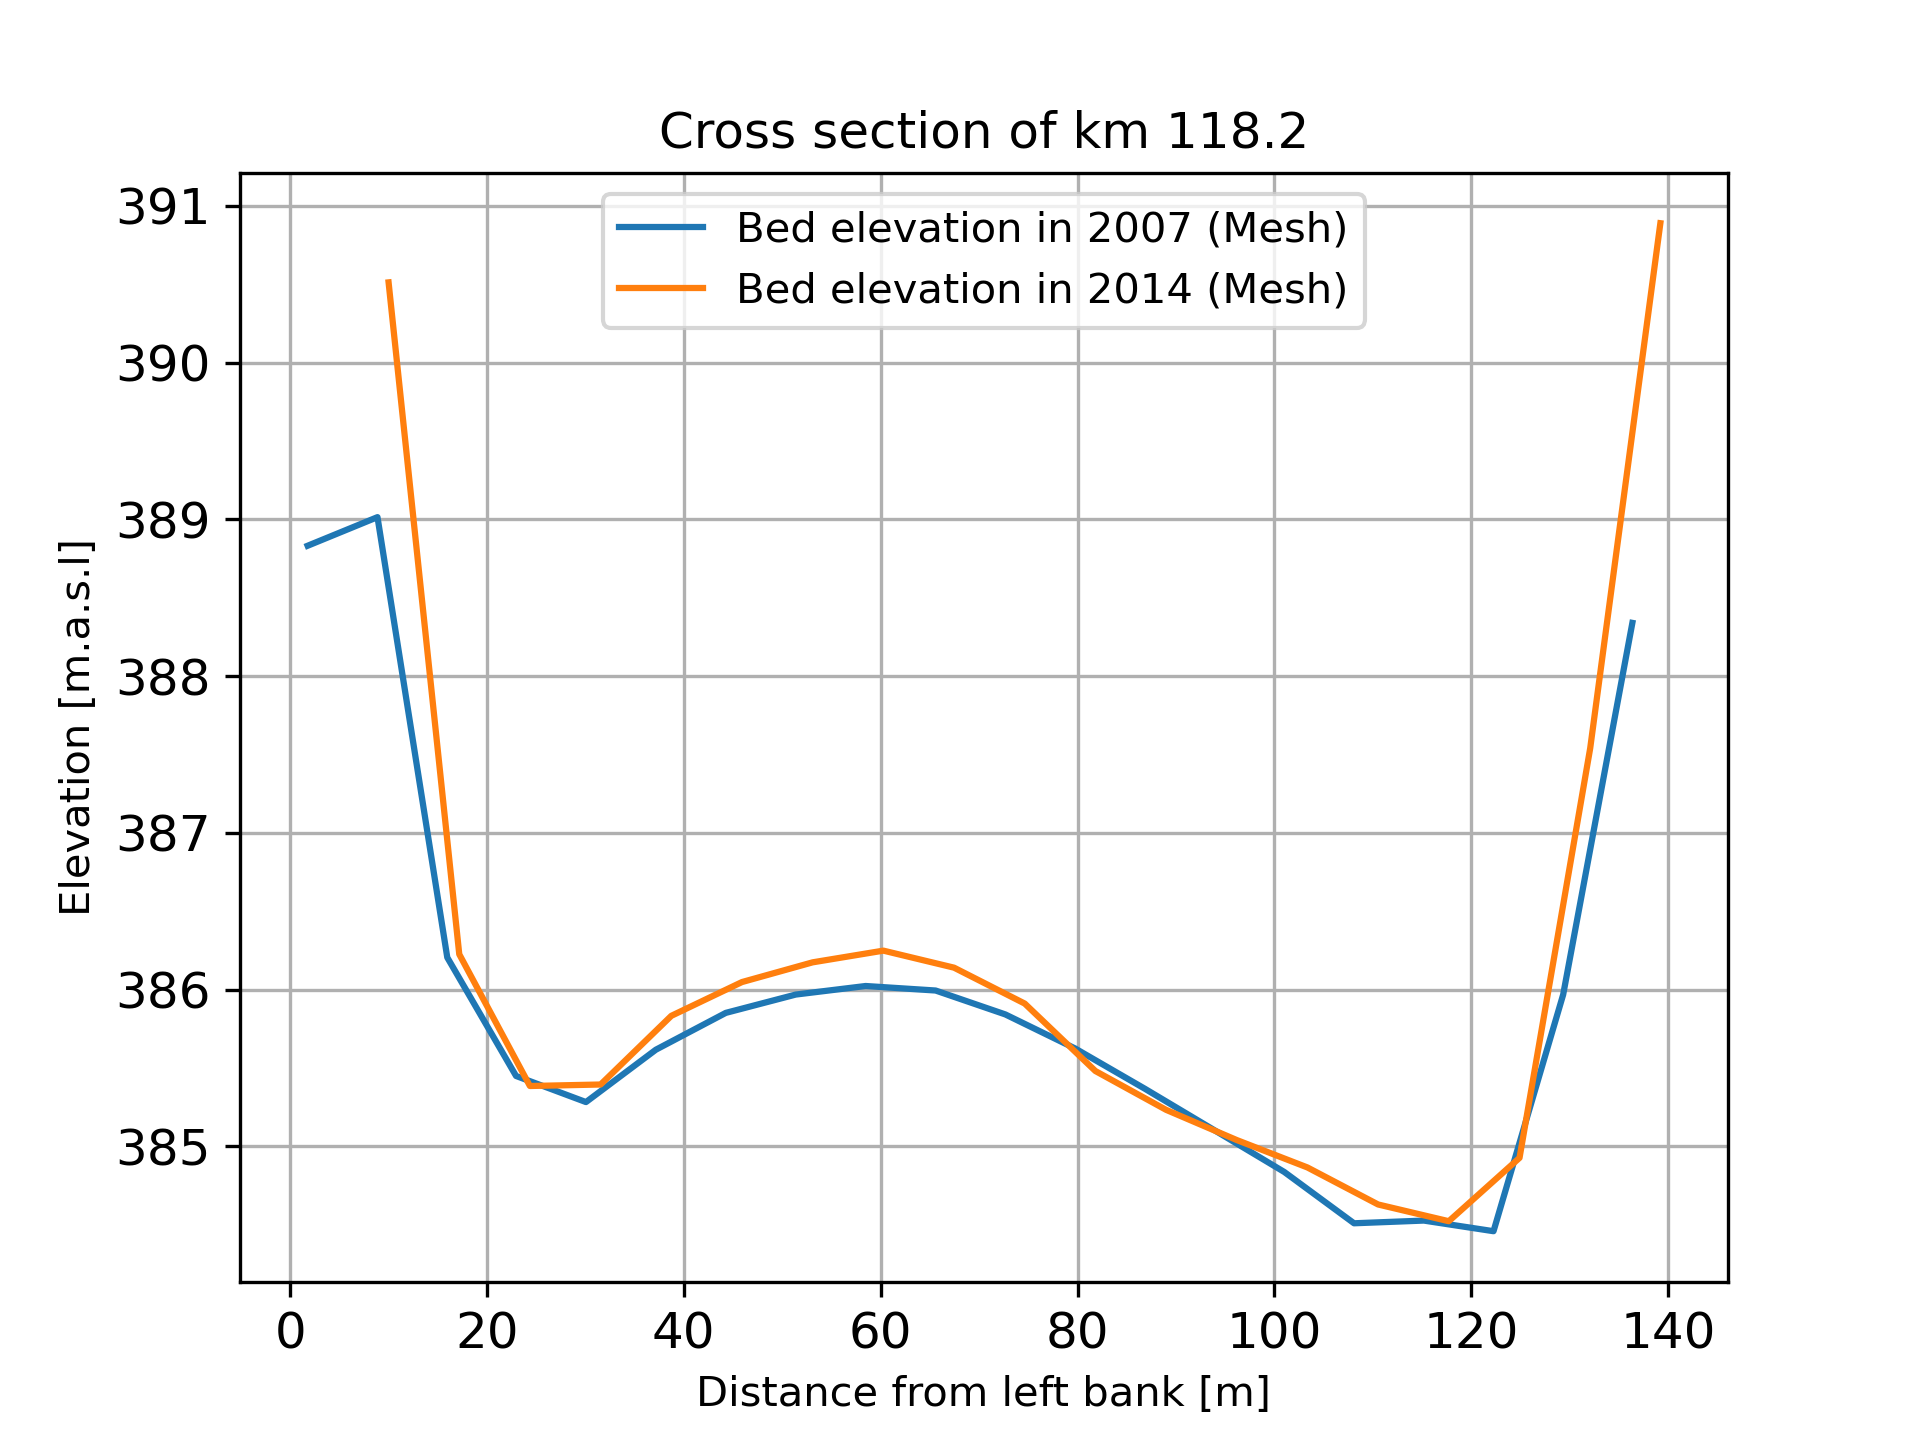 Cross section of km 118.2
Bed elevation in 2007 (Mesh)
Bed elevation in 2014 (Mesh)
391
390
389
388
387
386
385
Elevation [m.a.s.l]
0 20 40 60 80 100 120 140
Distance from left bank [m]